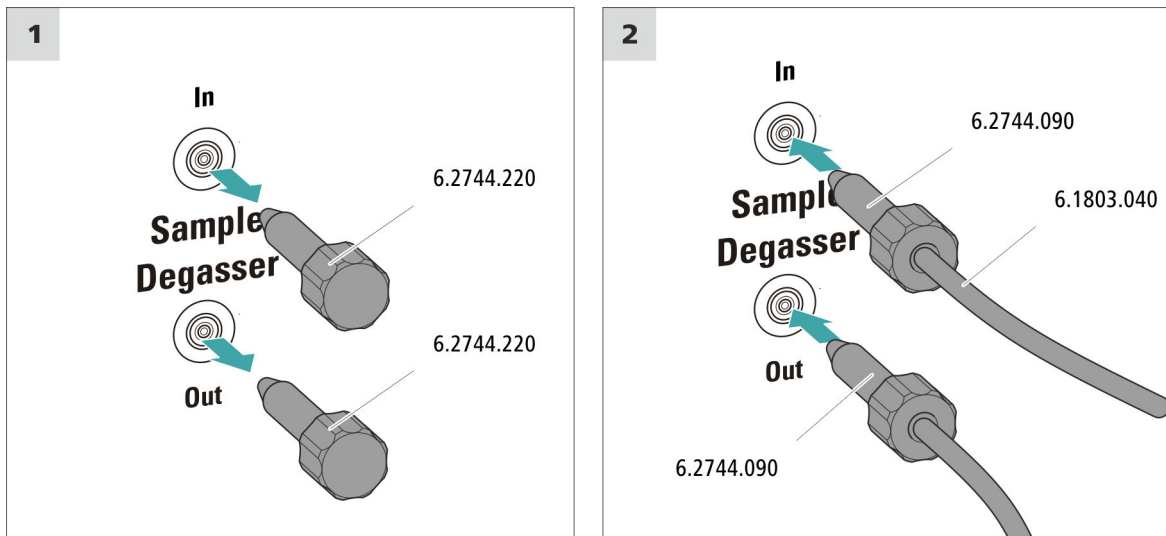 1
In
6.2744.220
Sample
Degasser
6.2744.220
Out
2
In
6.2744.090
6.1803.040
Sample
Degasser
Out
6.2744.090